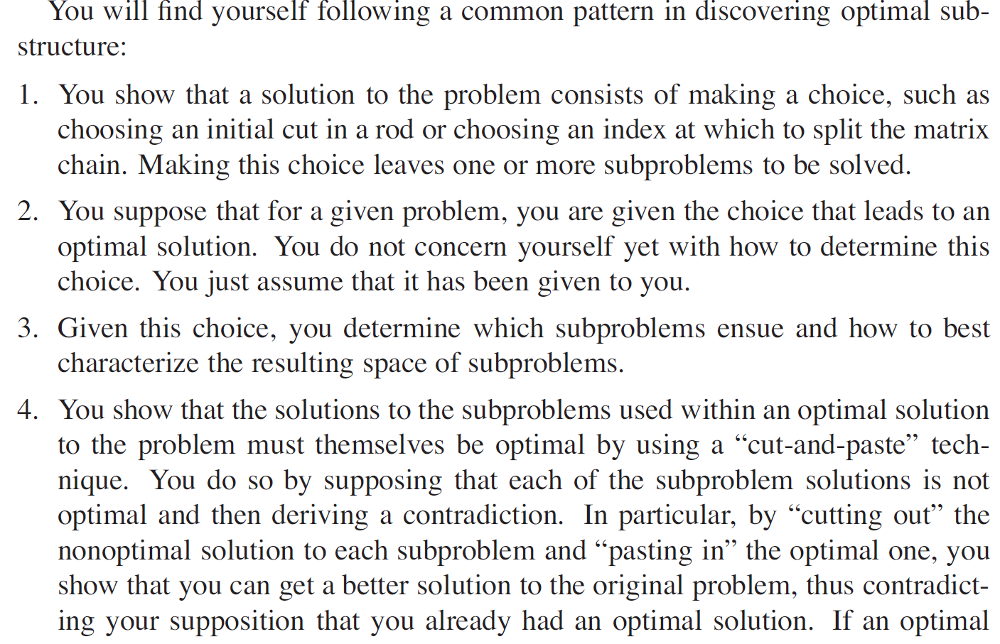 You will find yourself following a common pattern in discovering optimal sub-
structure:
1. You show that a solution to the problem consists of making a choice, such as
choosing an initial cut in a rod or choosing an index at which to split the matrix
chain. Making this choice leaves one or more subproblems to be solved.
2. You suppose that for a given problem, you are given the choice that leads to an
optimal solution. You do not concern yourself yet with how to determine this
choice. You just assume that it has been given to you.
3. Given this choice, you determine which subproblems ensue and how to best
characterize the resulting space of subproblems.
4. You show that the solutions to the subproblems used within an optimal solution
to the problem must themselves be optimal by using a “cut-and-paste” tech-
nique. You do so by supposing that each of the subproblem solutions is not
optimal and then deriving a contradiction. In particular, by “cutting out” the
nonoptimal solution to each subproblem and “pasting in” the optimal one, you
show that you can get a better solution to the original problem, thus contradict-
ing your supposition that you already had an optimal solution. If an optimal